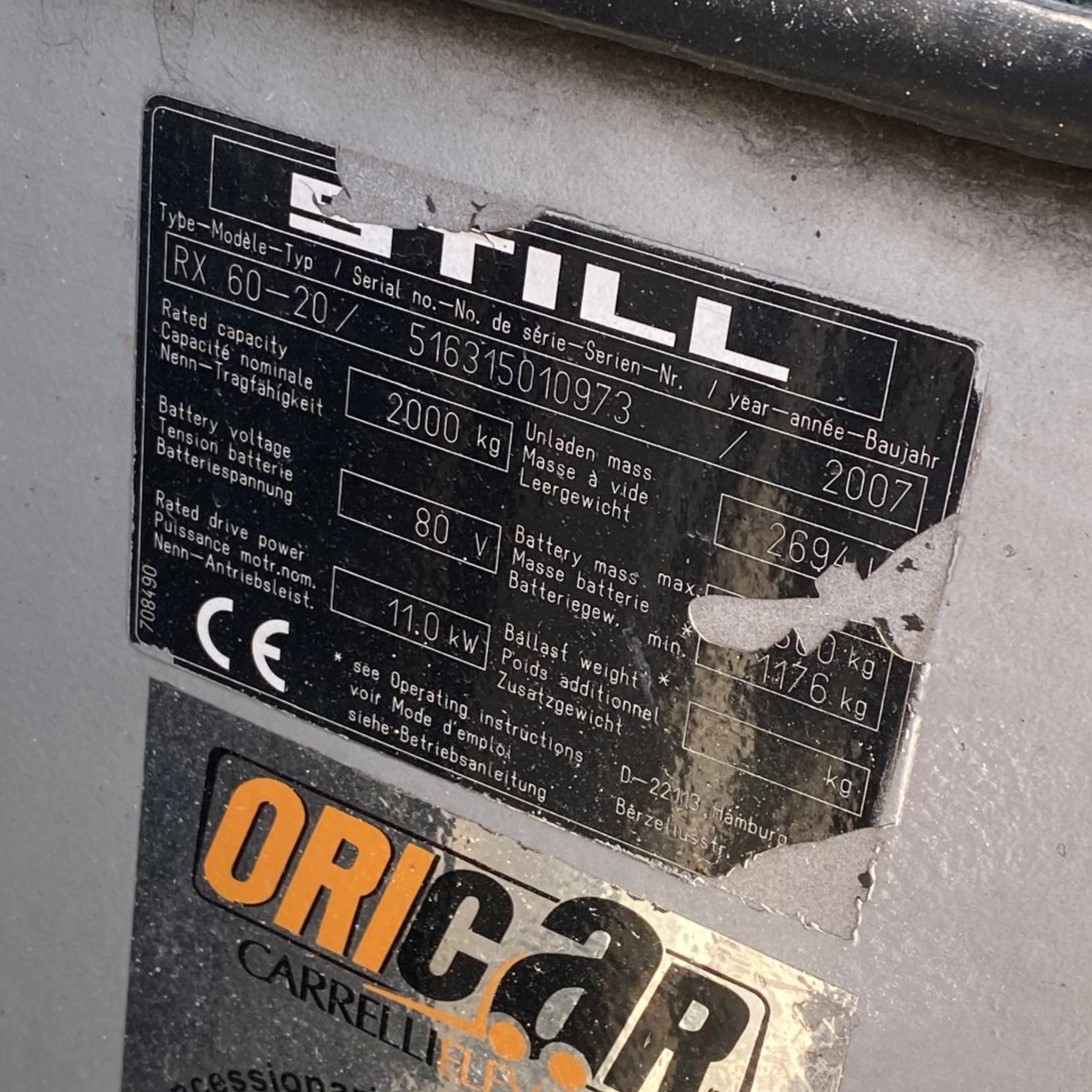 STILL
Type-Modèle-Typ / Serial no.-No. de série-Serien-Nr. / year-année-Baujahr
RX 60-20 / 516315010973 / 2007
Rated capacity
Capacité nominale
Nenn-Tragfähigkeit
2000 kg
Unladen mass
Masse à vide
Leergewicht
2694
Battery voltage
Tension batterie
Batteriespannung
80 V
Battery mass max.
Masse batterie
Batteriegew. min.
*
kg
1176 kg
Rated drive power
Puissance motr.nom.
Nenn-Antriebsleist.
11.0 kW
Ballast weight *
Poids additionnel
Zusatzgewicht
kg
708490
CE
* see Operating instructions
voir Mode d'emploi
siehe Betriebsanleitung
D-22113 Hamburg
Berzeliusstr.
ORICAR
CARRELLI